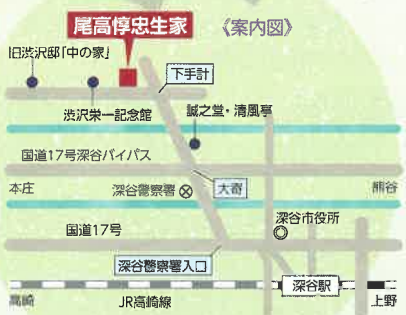 尾高惇忠生家
《案内図》
旧渋沢邸「中の家」
下手計
渋沢栄一記念館
誠之堂・清風亭
国道17号深谷バイパス
本庄
深谷警察署
大寄
熊谷
国道17号
深谷市役所
深谷警察署入口
深谷駅
高崎
JR高崎線
上野